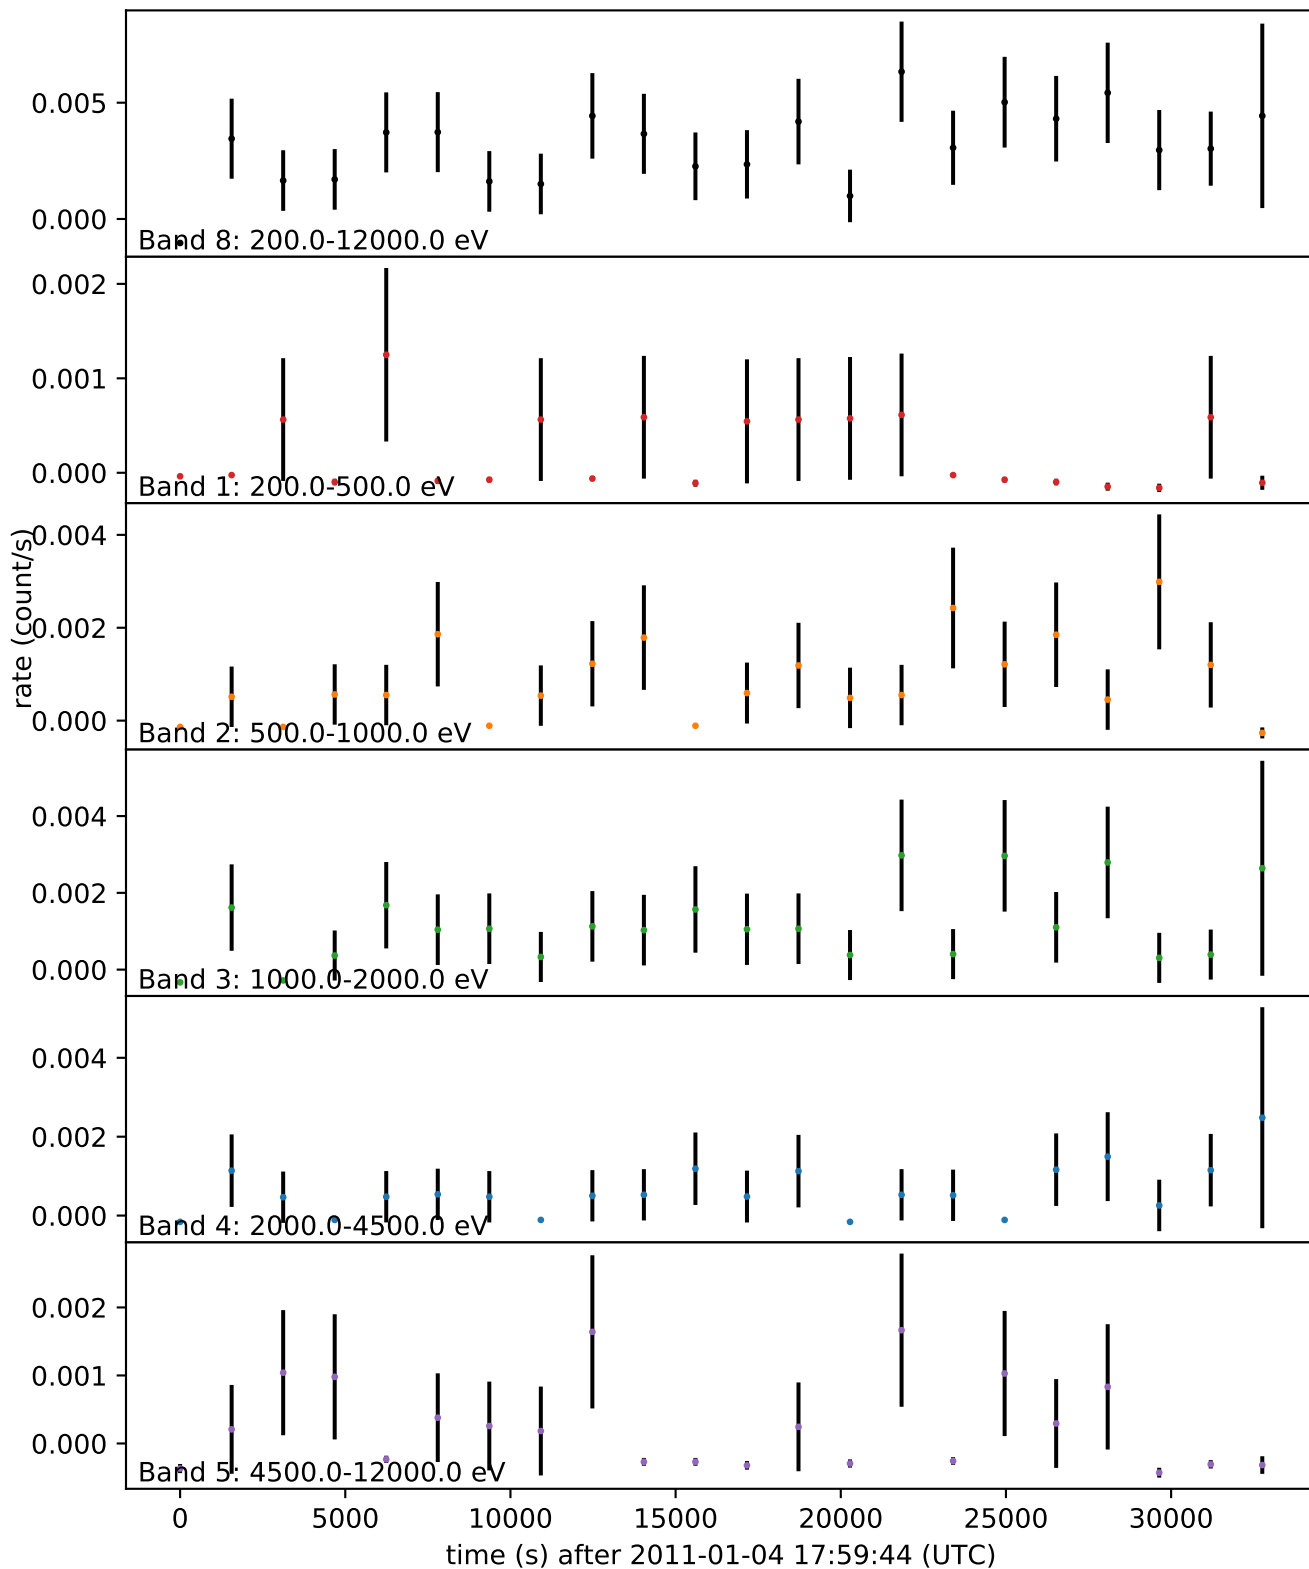 0.005
0.000
Band 8: 200.0-12000.0 eV
0.002
0.001
0.000
Band 1: 200.0-500.0 eV
rate (count/s)
0.004
0.002
0.000
Band 2: 500.0-1000.0 eV
0.004
0.002
0.000
Band 3: 1000.0-2000.0 eV
0.004
0.002
0.000
Band 4: 2000.0-4500.0 eV
0.002
0.001
0.000
Band 5: 4500.0-12000.0 eV
0 5000 10000 15000 20000 25000 30000
time (s) after 2011-01-04 17:59:44 (UTC)